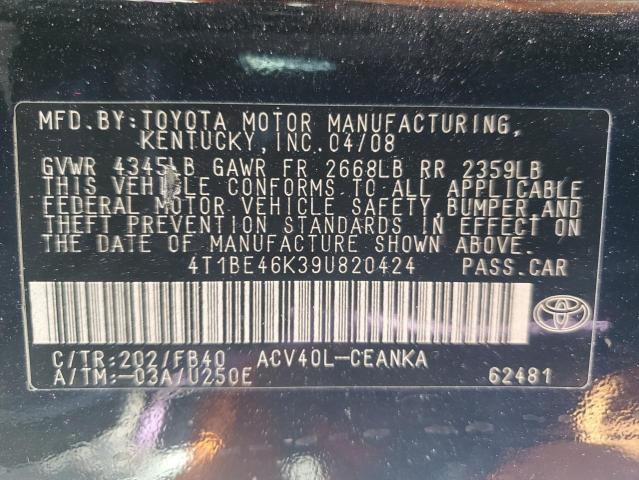 MFD. BY: TOYOTA MOTOR MANUFACTURING,
KENTUCKY, INC. 04/08
GVWR 4345LB GAWR FR 2668LB RR 2359LB
THIS VEHICLE CONFORMS TO ALL APPLICABLE
FEDERAL MOTOR VEHICLE SAFETY, BUMPER, AND
THEFT PREVENTION STANDARDS IN EFFECT ON
THE DATE OF MANUFACTURE SHOWN ABOVE.
4T1BE46K39U820424 PASS. CAR
C/TR: 202/FB40 ACV40L-CEANKA
A/TM: -03A/U250E 62481